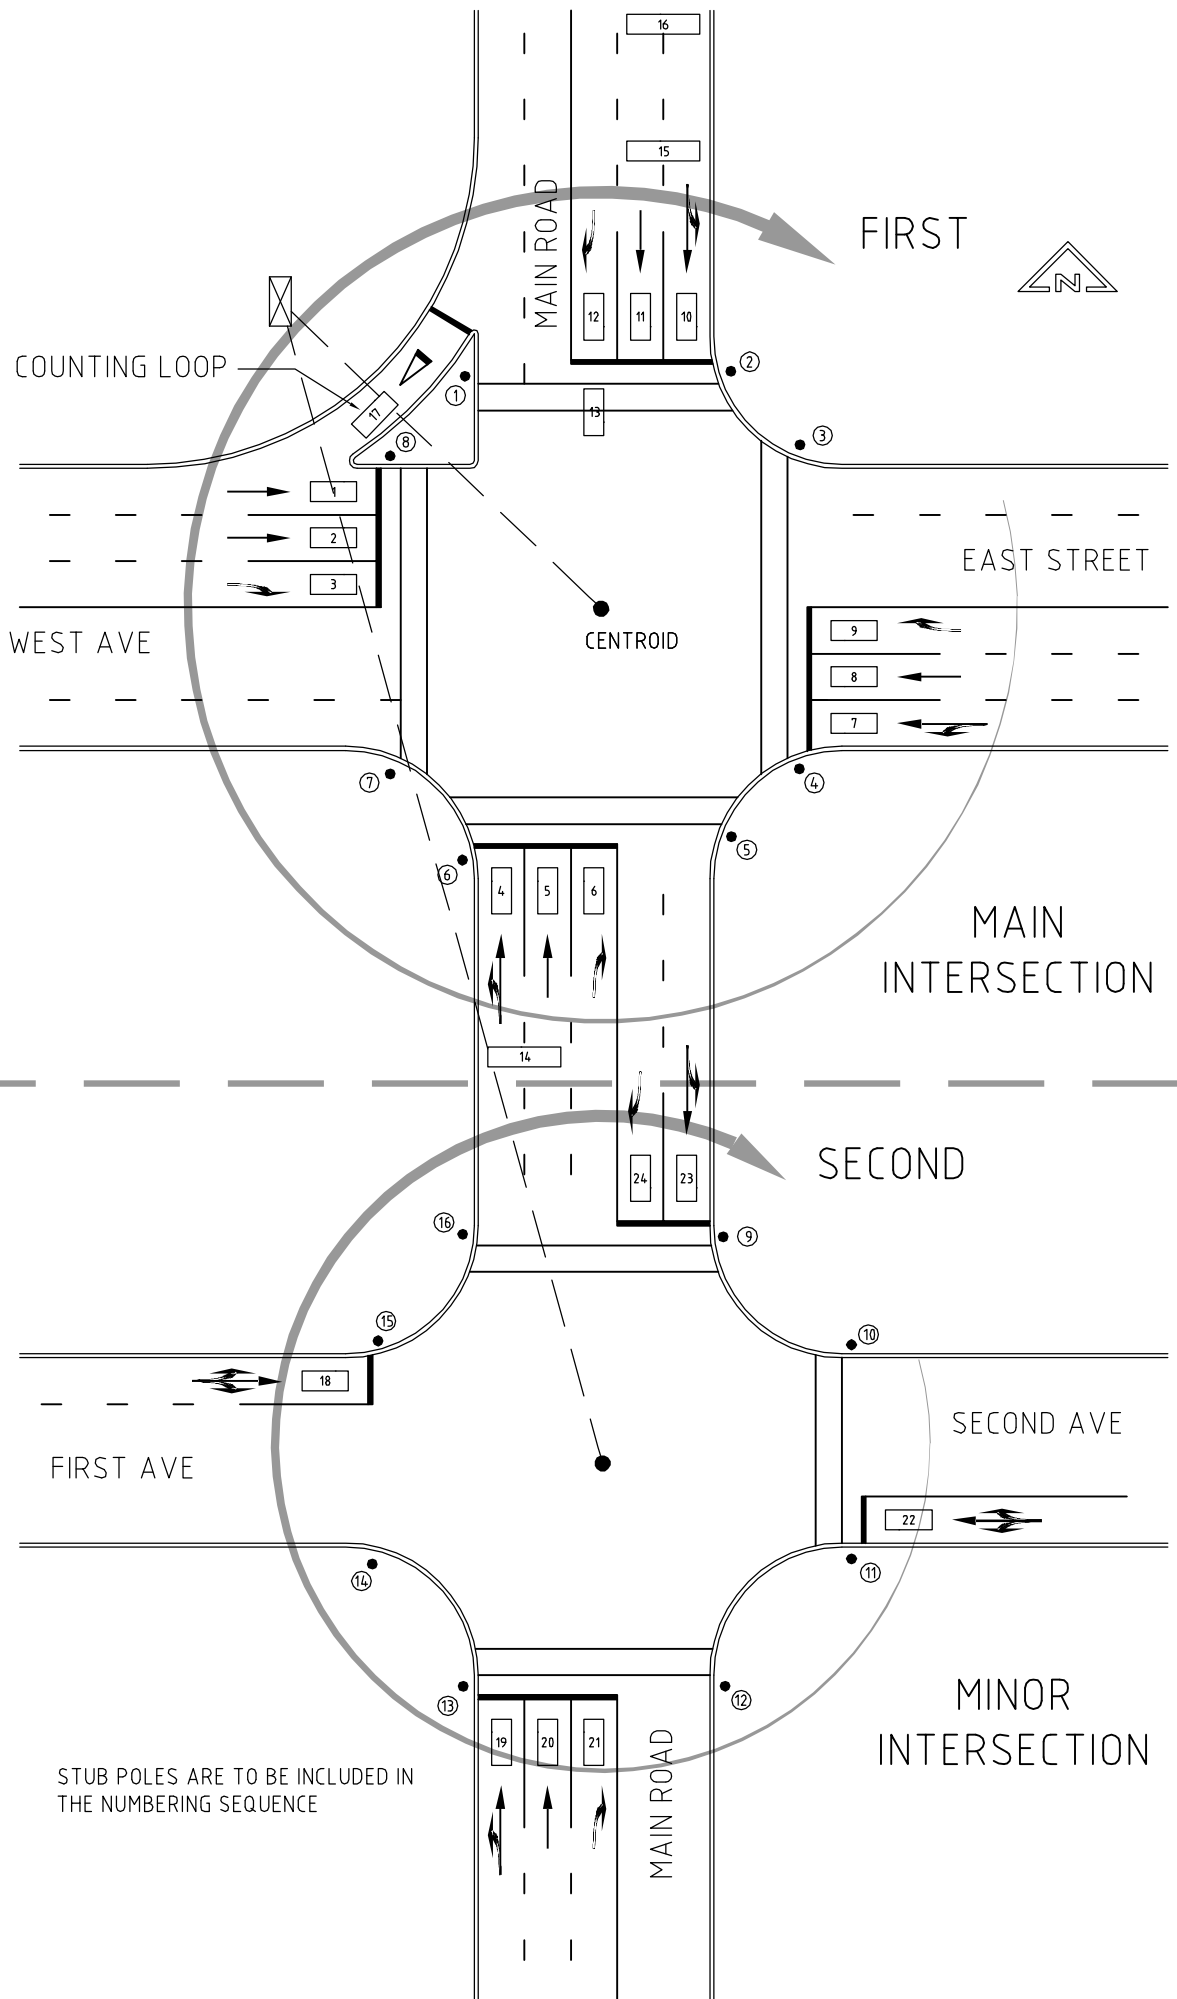 16
15
MAIN ROAD
FIRST
N
12 11 10
COUNTING LOOP
2
1
17
13
8
3
1
2
3
EAST STREET
WEST AVE
CENTROID
9
8
7
7
4
6
5
4 5 6
MAIN
INTERSECTION
14
SECOND
24 23
16
9
15
10
18
SECOND AVE
FIRST AVE
22
14
11
13
12
MINOR
INTERSECTION
19 20 21
MAIN ROAD
STUB POLES ARE TO BE INCLUDED IN
THE NUMBERING SEQUENCE